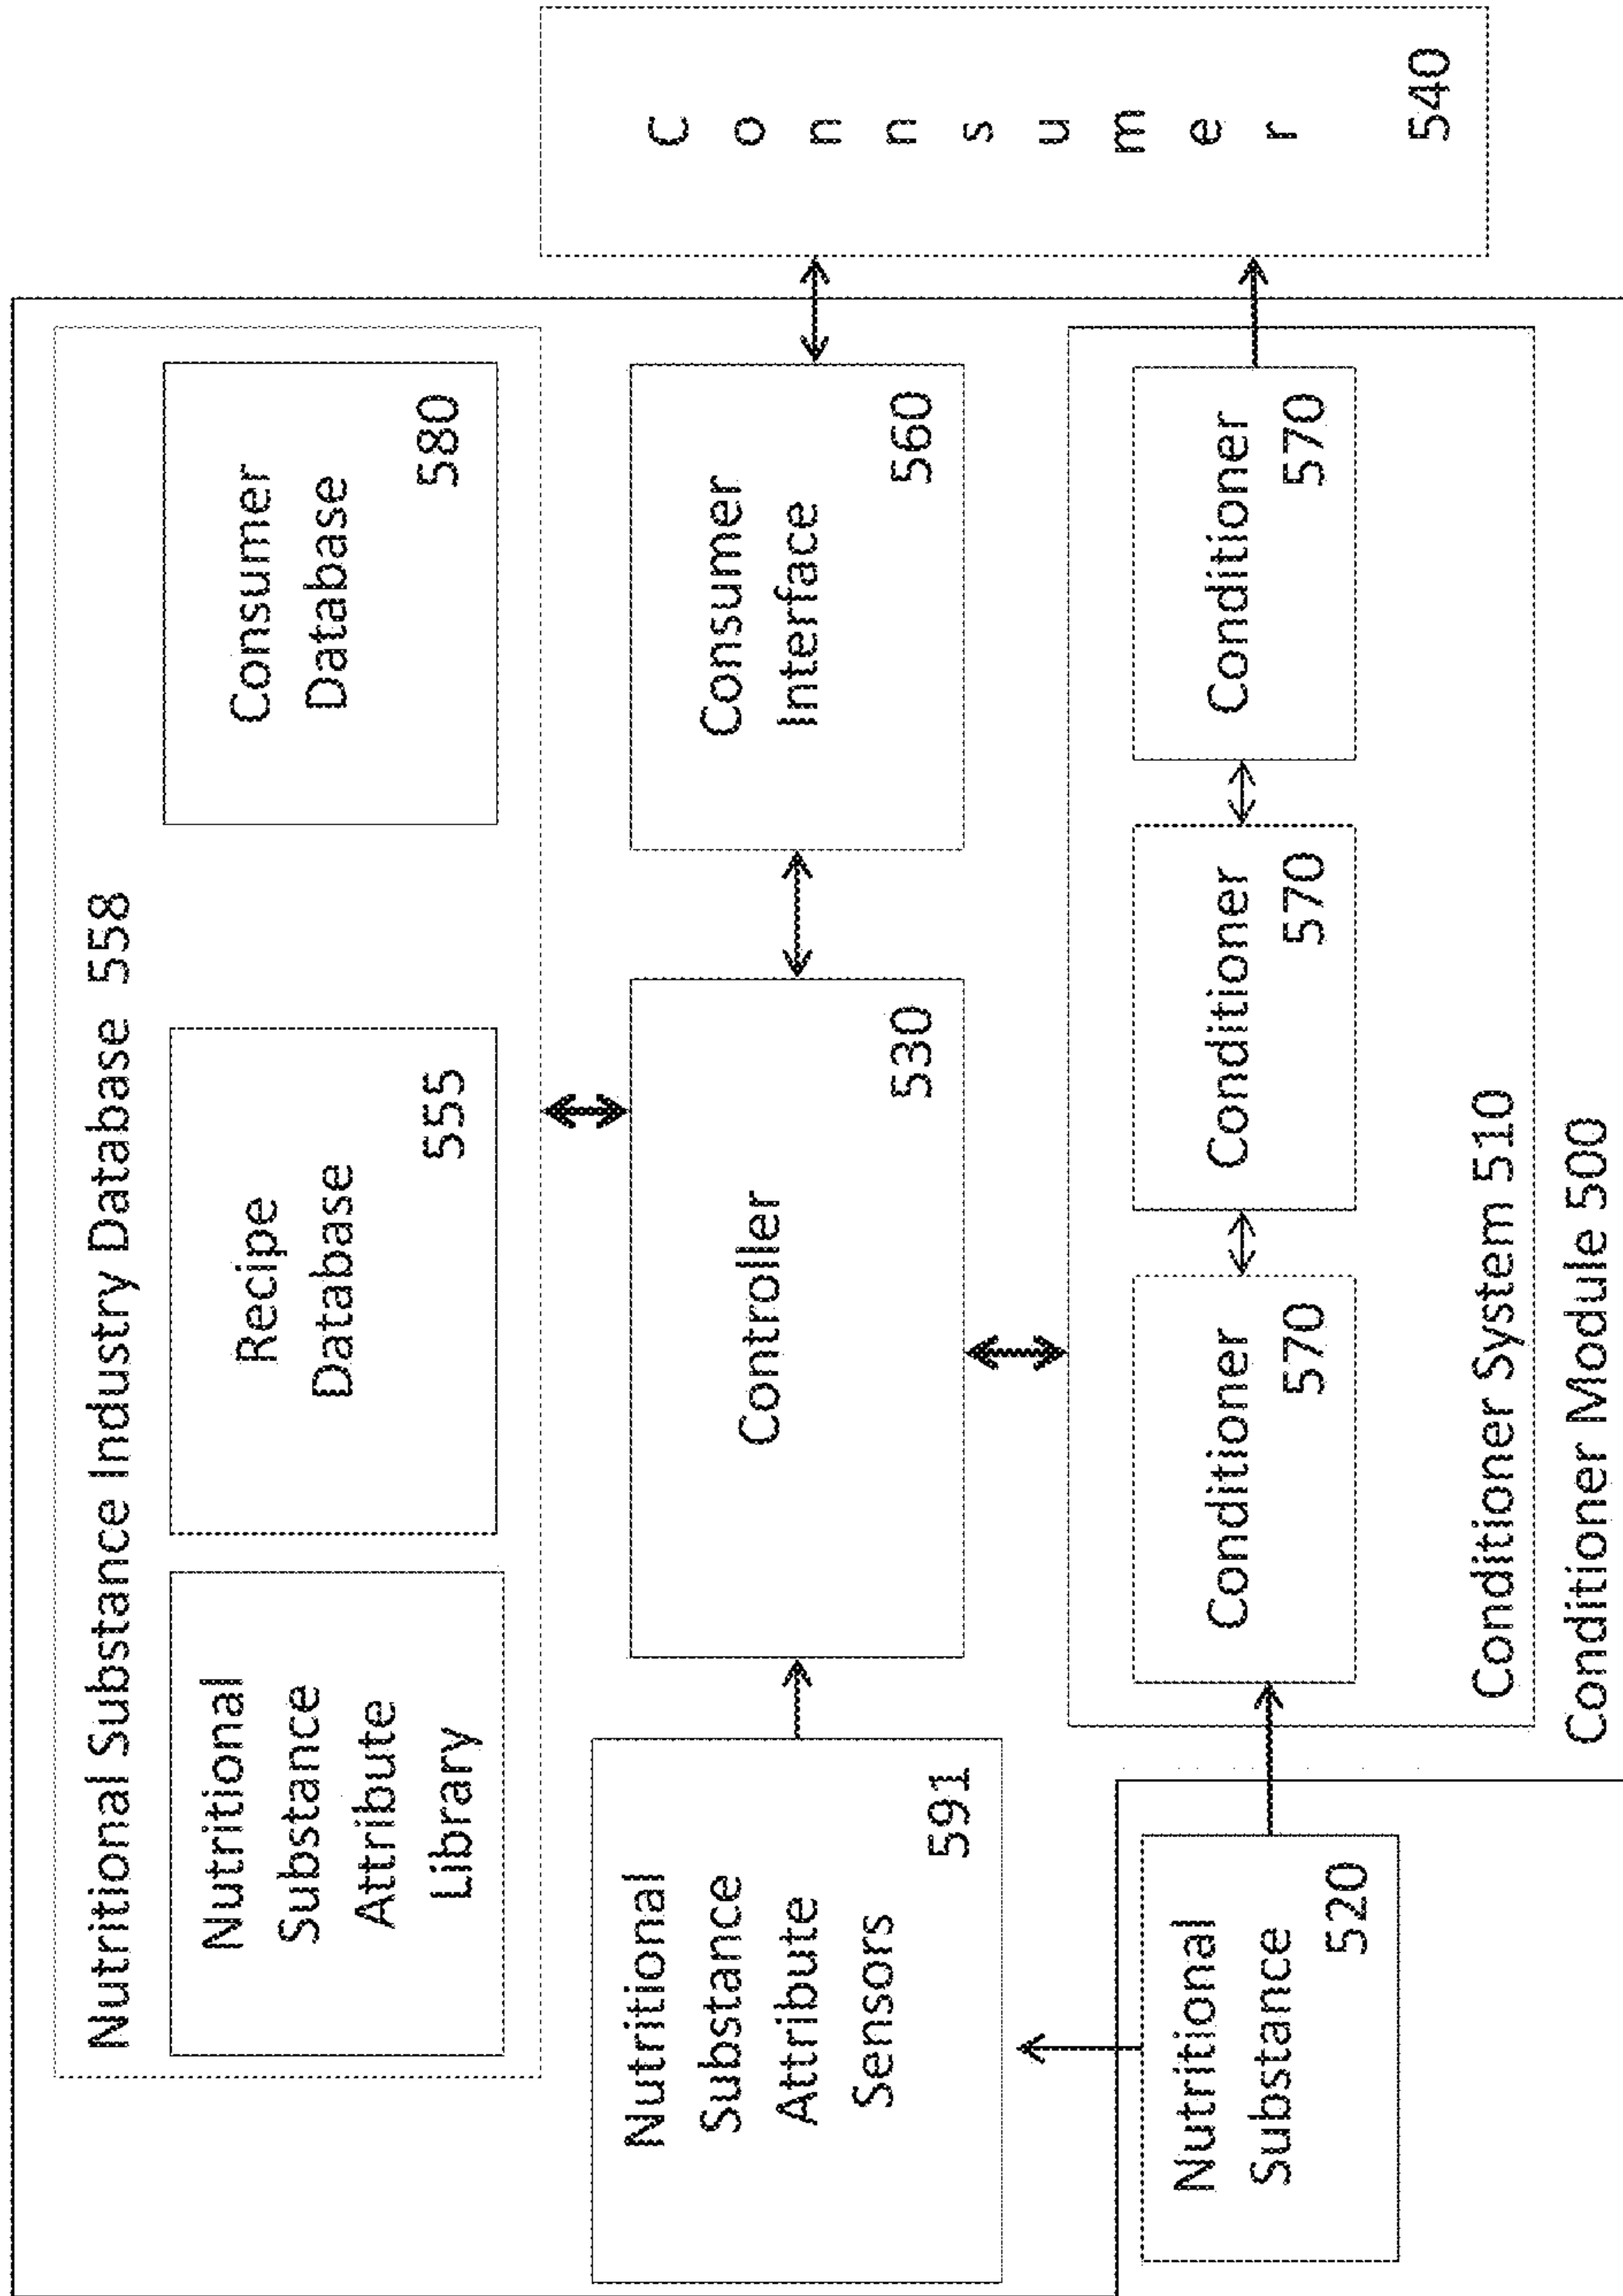 Nutritional Substance Industry Database 558
Nutritional
Substance
Attribute
Library
Recipe
Database
555
Consumer
Database
580
Nutritional
Substance
Attribute
Sensors
591
Controller
530
Consumer
Interface
560
C
o
n
n
s
u
m
e
r
540
Nutritional
Substance
520
Conditioner
570
Conditioner
570
Conditioner
570
Conditioner System 510
Conditioner Module 500